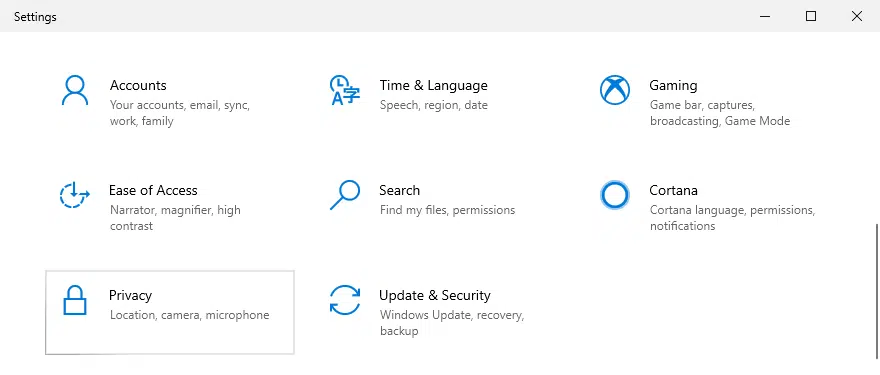 Settings
Accounts
Your accounts, email, sync,
work, family
Time & Language
Speech, region, date
Gaming
Game bar, captures,
broadcasting, Game Mode
Ease of Access
Narrator, magnifier, high
contrast
Search
Find my files, permissions
Cortana
Cortana language, permissions,
notifications
Privacy
Location, camera, microphone
Update & Security
Windows Update, recovery,
backup